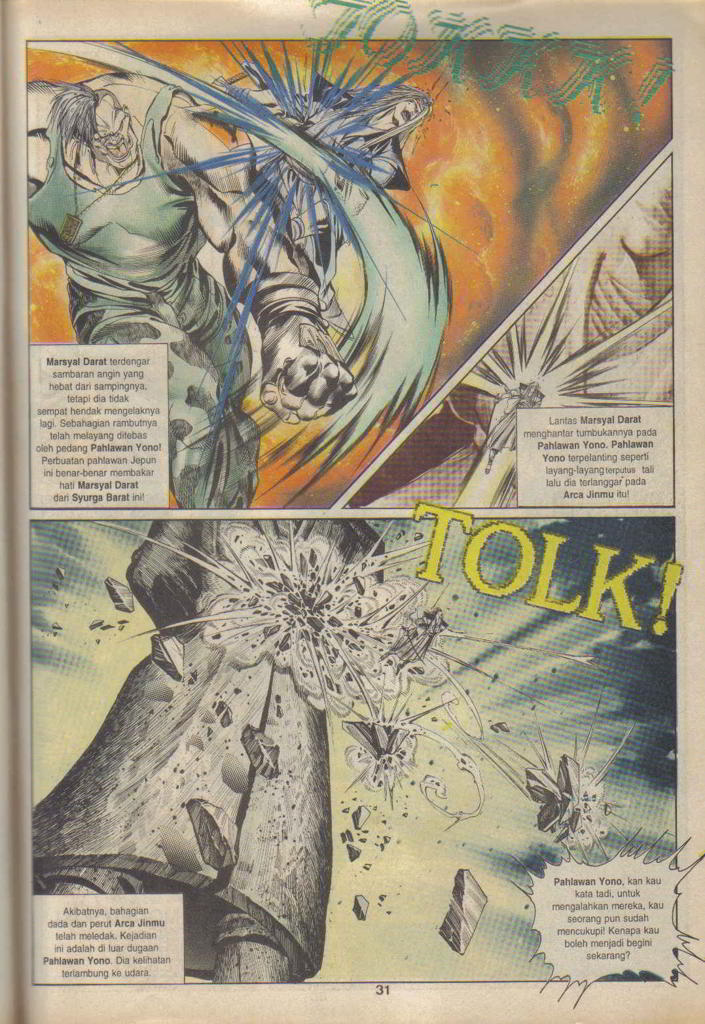 TOKKK!
Marsyal Darat terdengar
sambaran angin yang
hebat dari sampingnya,
tetapi dia tidak
sempat hendak mengelaknya
lagi. Sebahagian rambutnya
telah melayang ditebas
oleh pedang Pahlawan Yono!
Perbuatan pahlawan Jepun
ini benar-benar membakar
hati Marsyal Darat
dari Syurga Barat ini!
Lantas Marsyal Darat
menghantar tumbukannya pada
Pahlawan Yono. Pahlawan
Yono terpelanting seperti
layang-layang terputus tali
lalu dia terlanggar pada
Arca Jinmu itu!
TOLK!
Akibatnya, bahagian
dada dan perut Arca Jinmu
telah meledak. Kejadian
ini adalah di luar dugaan
Pahlawan Yono. Dia kelihatan
terlambung ke udara.
Pahlawan Yono, kan kau
kata tadi, untuk
mengalahkan mereka, kau
seorang pun sudah
mencukupi! Kenapa kau
boleh menjadi begini
sekarang?
31